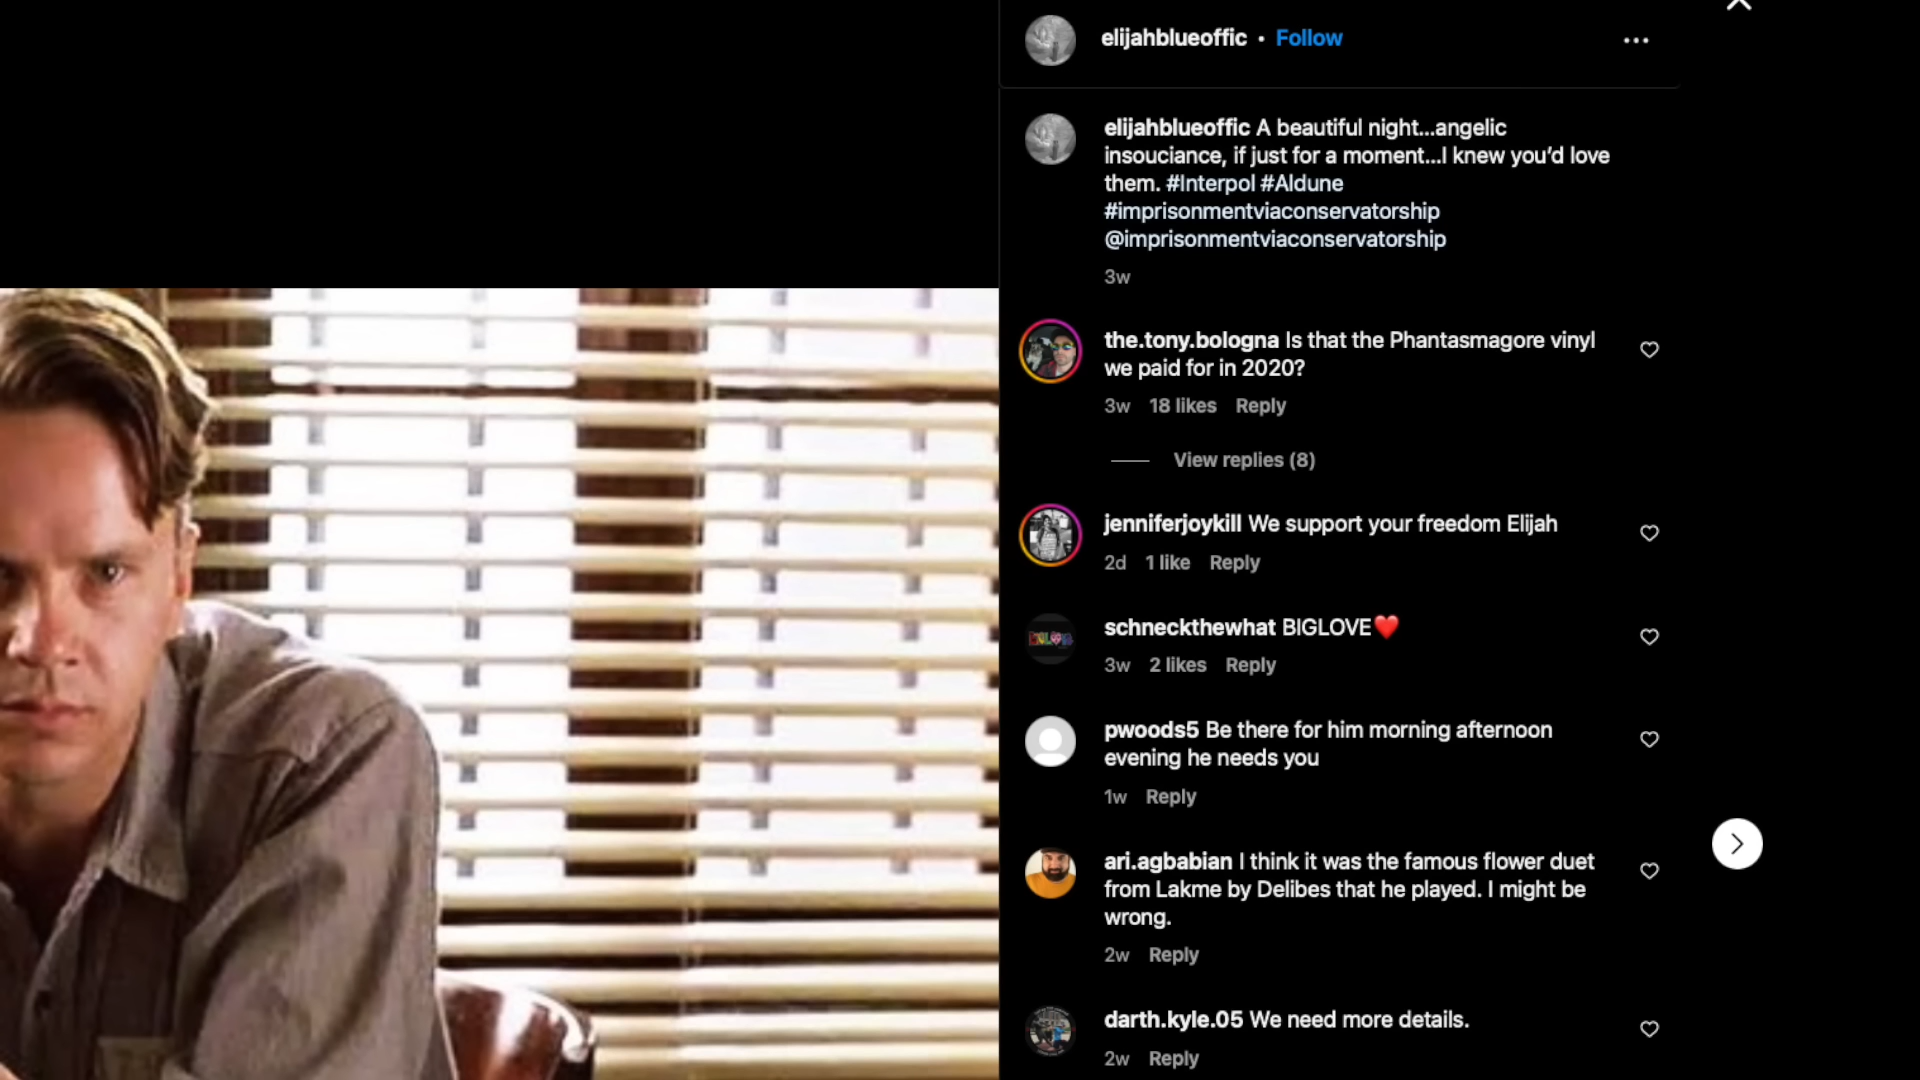 elijahblueoffic • Follow
elijahblueoffic A beautiful night...angelic
insouciance, if just for a moment...I knew you'd love
them. #Interpol #Aldune
#imprisonmentviaconservatorship
@imprisonmentviaconservatorship
3w
the.tony.bologna Is that the Phantasmagore vinyl
we paid for in 2020?
3w 18 likes Reply
View replies (8)
jenniferjoykill We support your freedom Elijah
2d 1 like Reply
schneckthewhat BIGLOVE❤️
3w 2 likes Reply
pwoods5 Be there for him morning afternoon
evening he needs you
1w Reply
ari.agbabian I think it was the famous flower duet
from Lakme by Delibes that he played. I might be
wrong.
2w Reply
darth.kyle.05 We need more details.
2w Reply